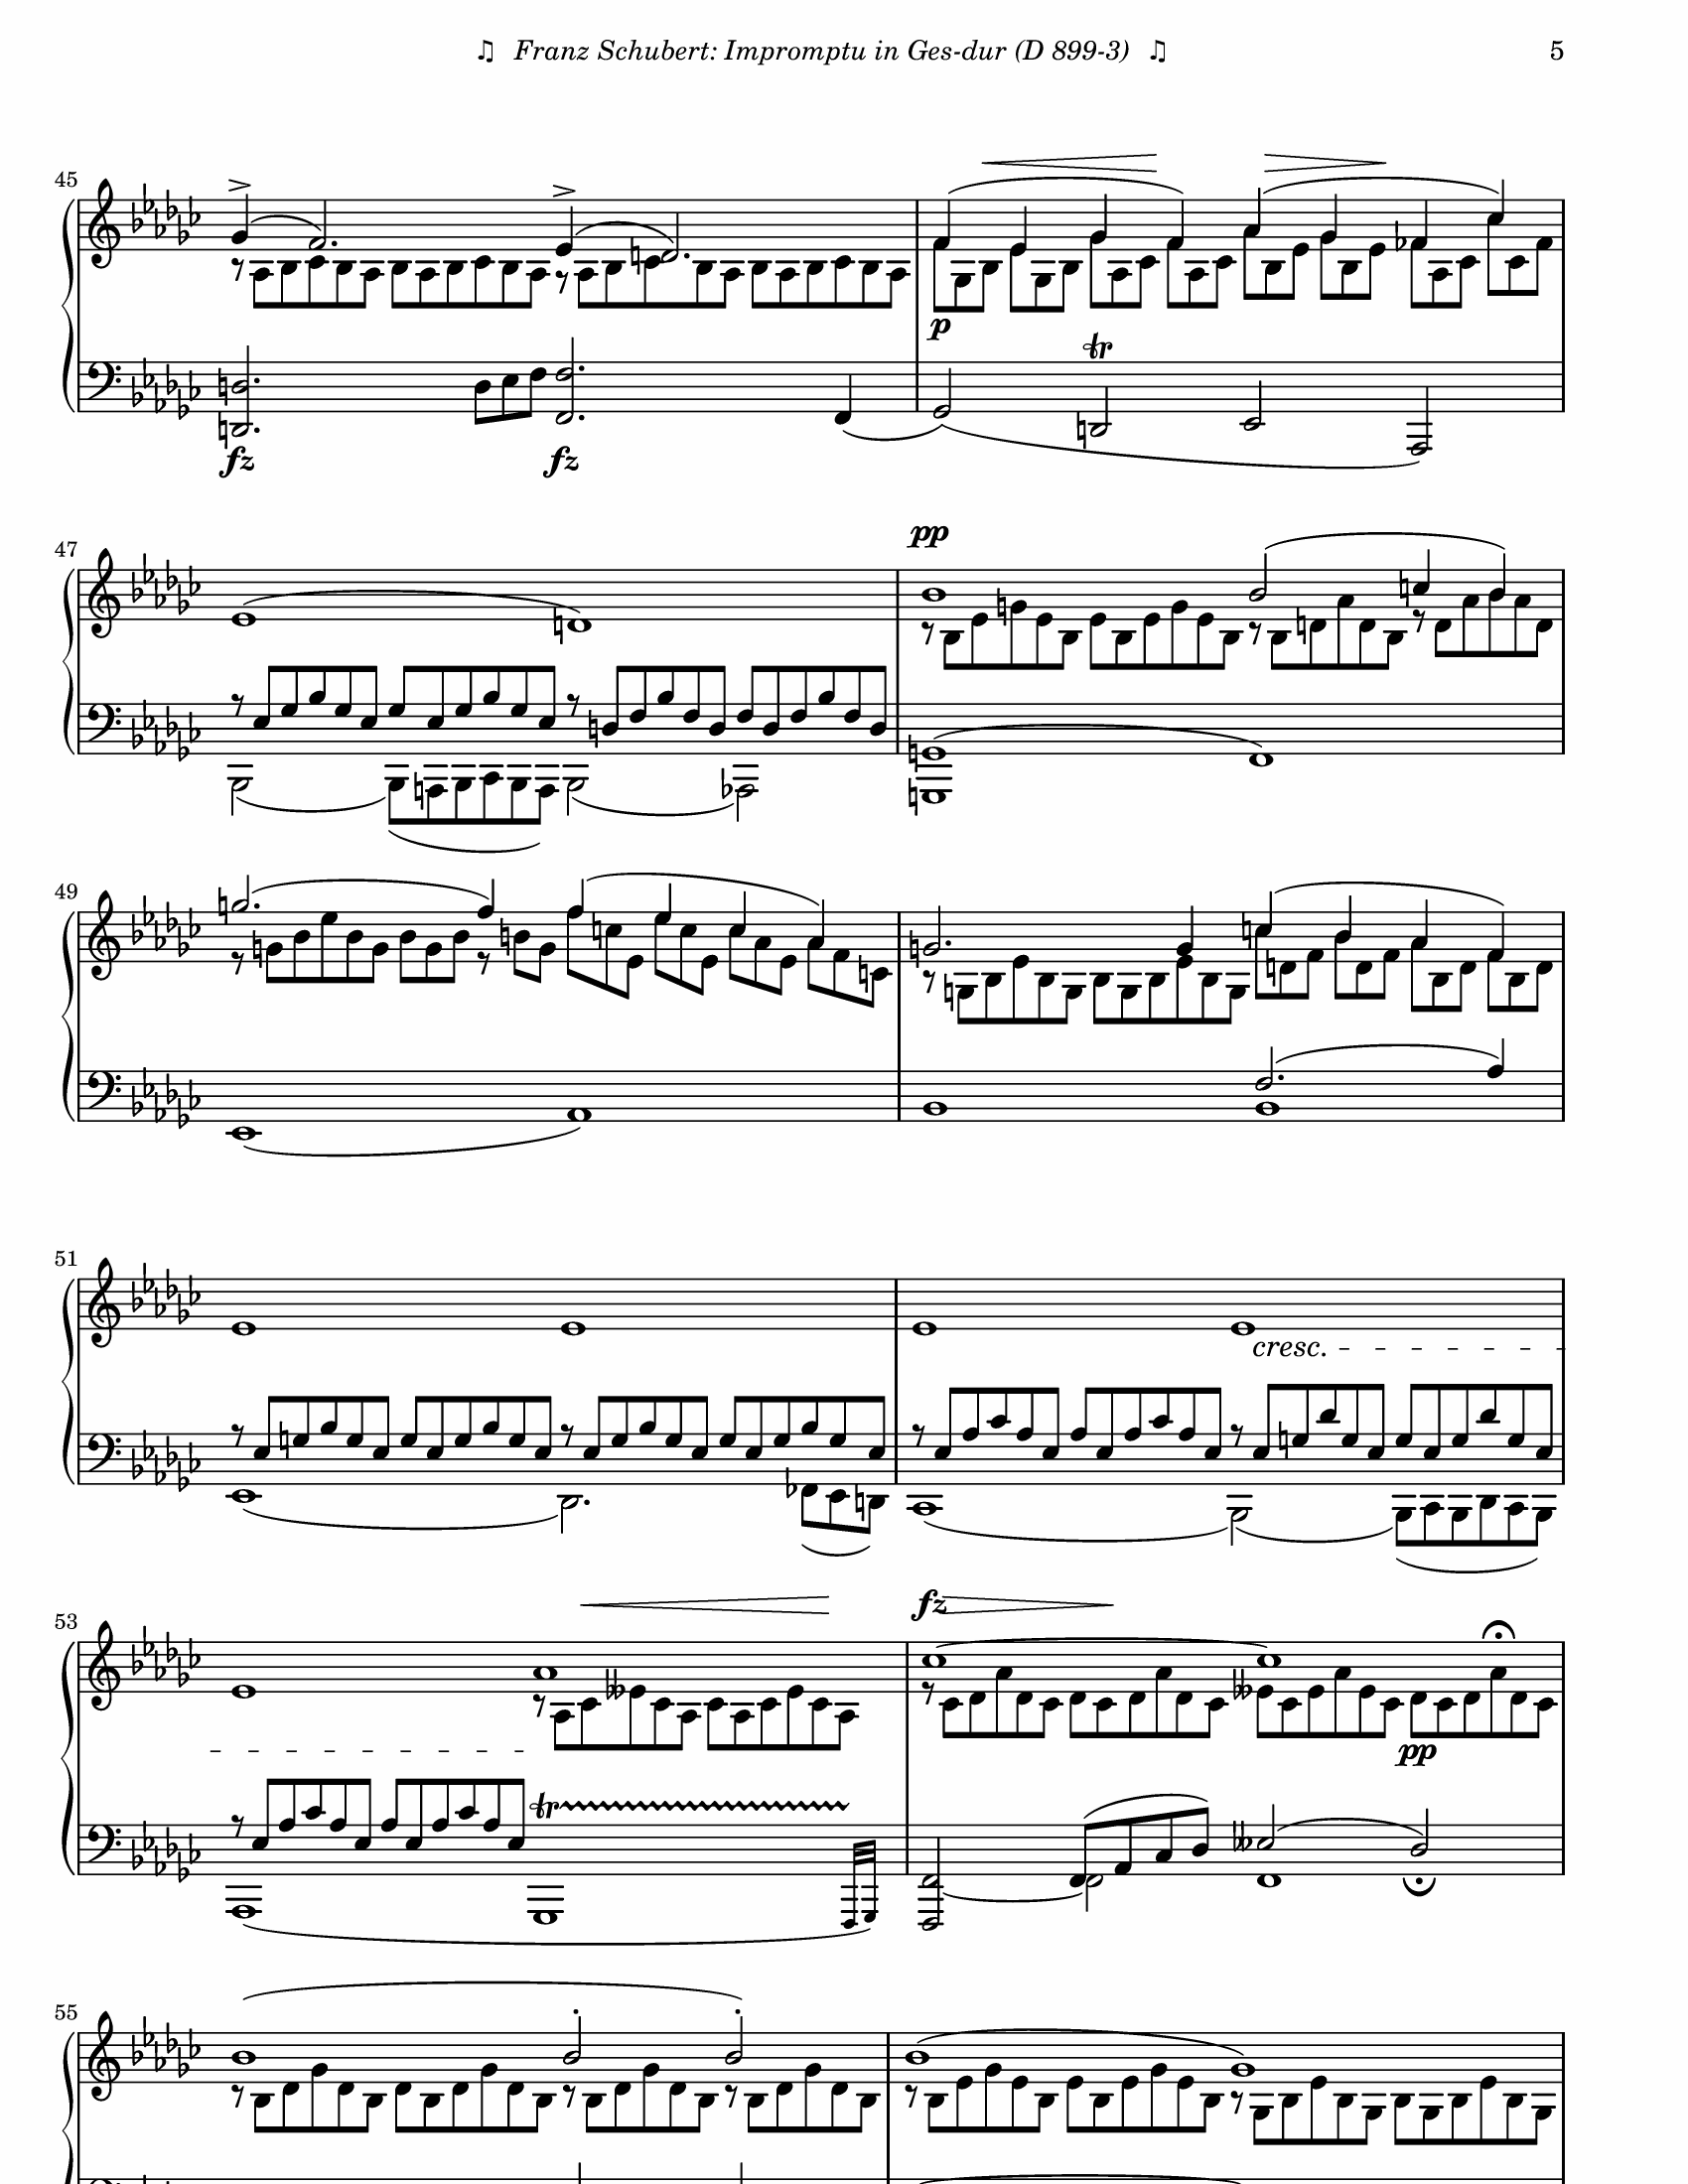 ♫ Franz Schubert: Impromptu in Ges-dur (D 899-3) ♫ 5
45
p
tr
fz fz
47
pp
49
51
cresc.
53
fz
pp
tr
55